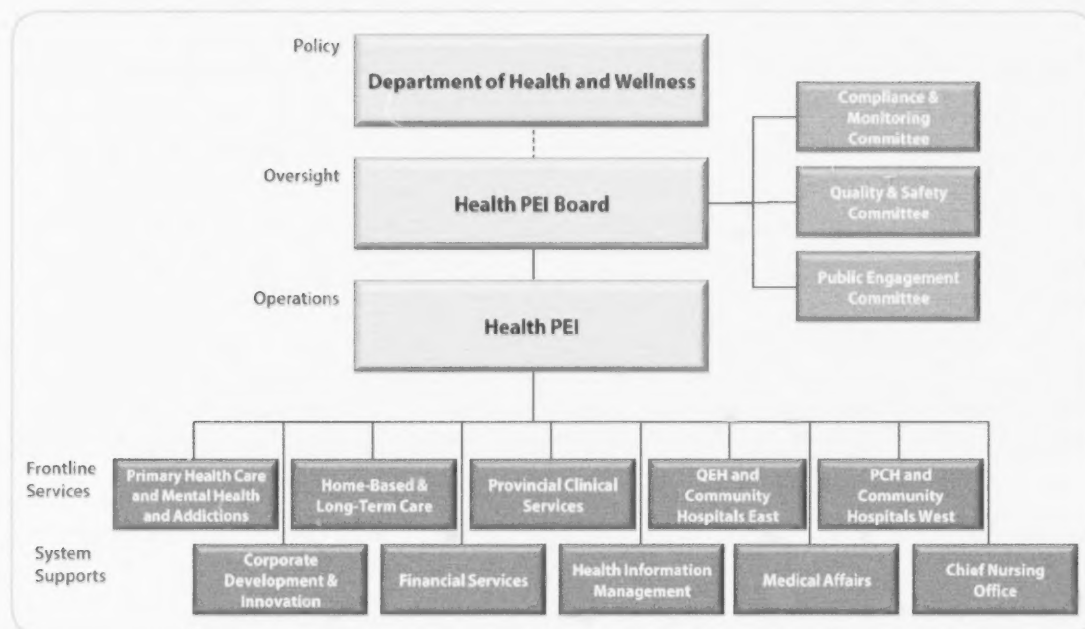 Policy
Department of Health and Wellness
Compliance &
Monitoring
Committee
Oversight
Health PEI Board
Quality & Safety
Committee
Operations
Health PEI
Public Engagement
Committee
Frontline
Services
Primary Health Care
and Mental Health
and Addictions
Home-Based &
Long-Term Care
Provincial Clinical
Services
QEH and
Community
Hospitals East
PCH and
Community
Hospitals West
System
Supports
Corporate
Development &
Innovation
Financial Services
Health Information
Management
Medical Affairs
Chief Nursing
Office